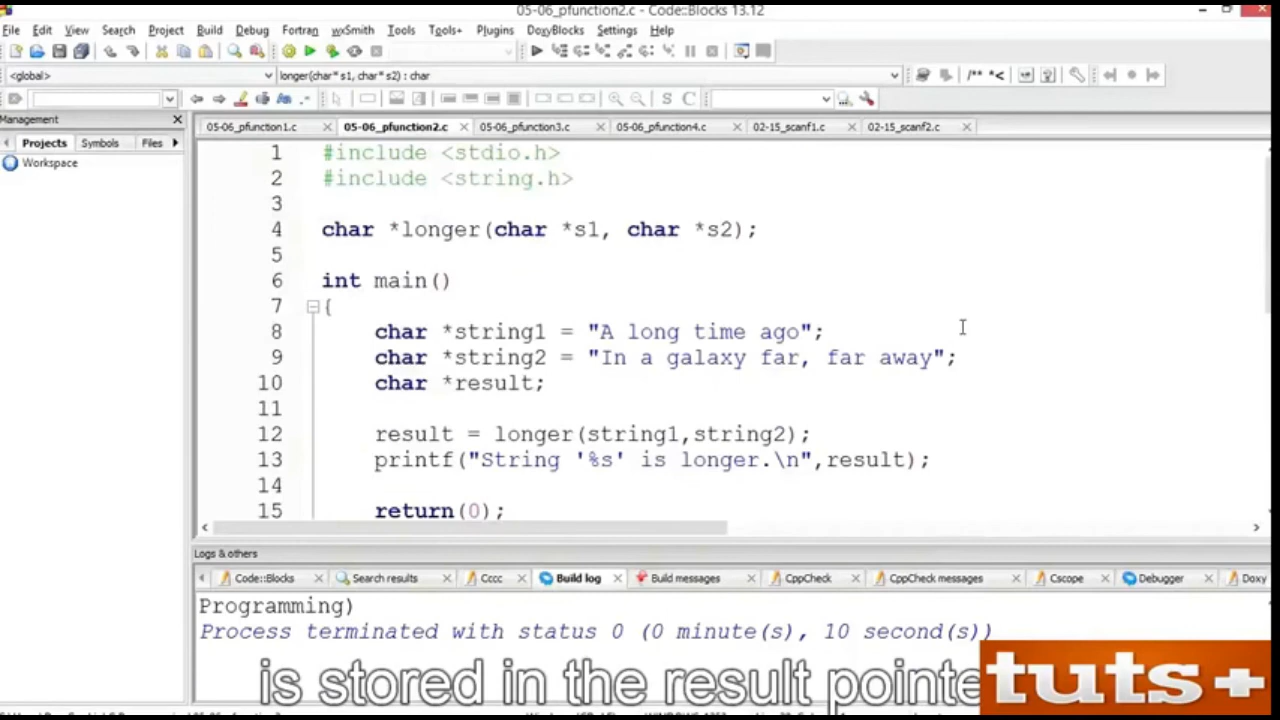 05-06_pfunction2.c - Code::Blocks 13.12
File Edit View Search Project Build Debug Fortran wxSmith Tools Tools+ Plugins DoxyBlocks Settings Help
<global> longer(char* s1, char* s2) : char
/** *<
S C
Management
05-06_pfunction1.c 05-06_pfunction2.c 05-06_pfunction3.c 05-06_pfunction4.c 02-15_scanf1.c 02-15_scanf2.c
Projects Symbols Files
Workspace
1 #include <stdio.h>
2 #include <string.h>
3
4 char *longer(char *s1, char *s2);
5
6 int main()
7 {
8 char *string1 = "A long time ago";
9 char *string2 = "In a galaxy far, far away";
10 char *result;
11
12 result = longer(string1,string2);
13 printf("String '%s' is longer.\n",result);
14
15 return(0);
Logs & others
Code::Blocks Search results Cccc Build log Build messages CppCheck CppCheck messages Cscope Debugger Doxy
Programming)
Process terminated with status 0 (0 minute(s), 10 second(s))
is stored in the result pointe
tuts+